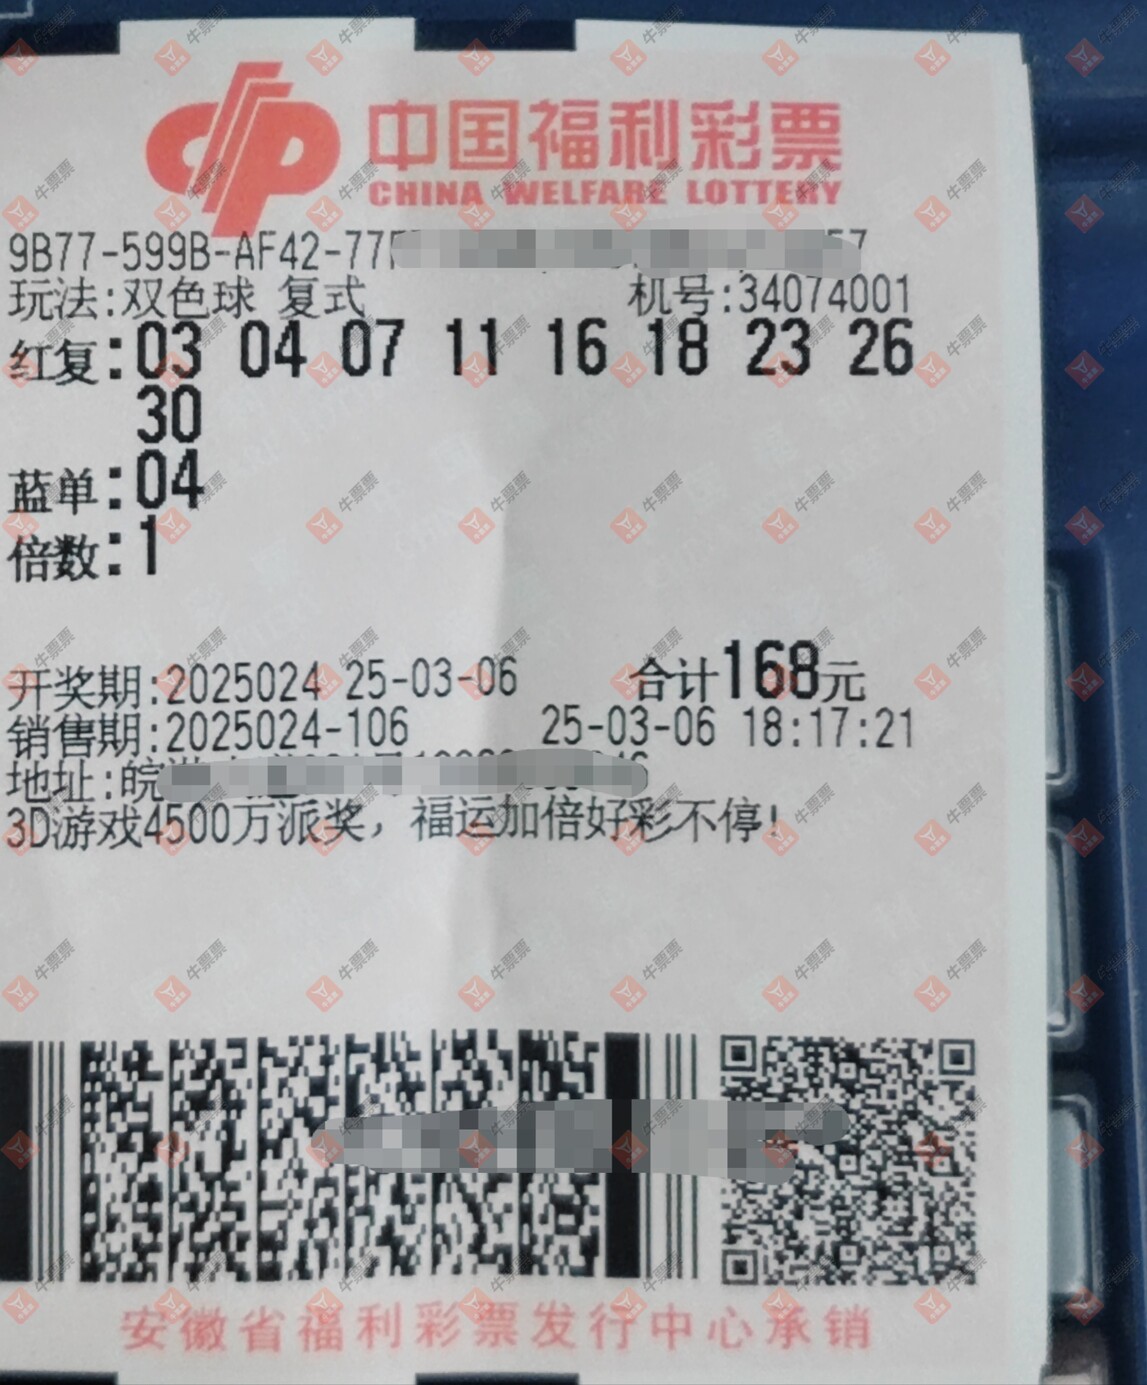 中国福利彩票
CHINA WELFARE LOTTERY
9B77-599B-AF42-77
57
玩法:双色球 复式 机号:34074001
红复:03 04 07 11 16 18 23 26
30
蓝单:04
倍数:1
开奖期:2025024 25-03-06 合计168元
销售期:2025024-106 25-03-06 18:17:21
地址:皖
3D游戏4500万派奖，福运加倍好彩不停!
安徽省福利彩票发行中心承销
牛票票